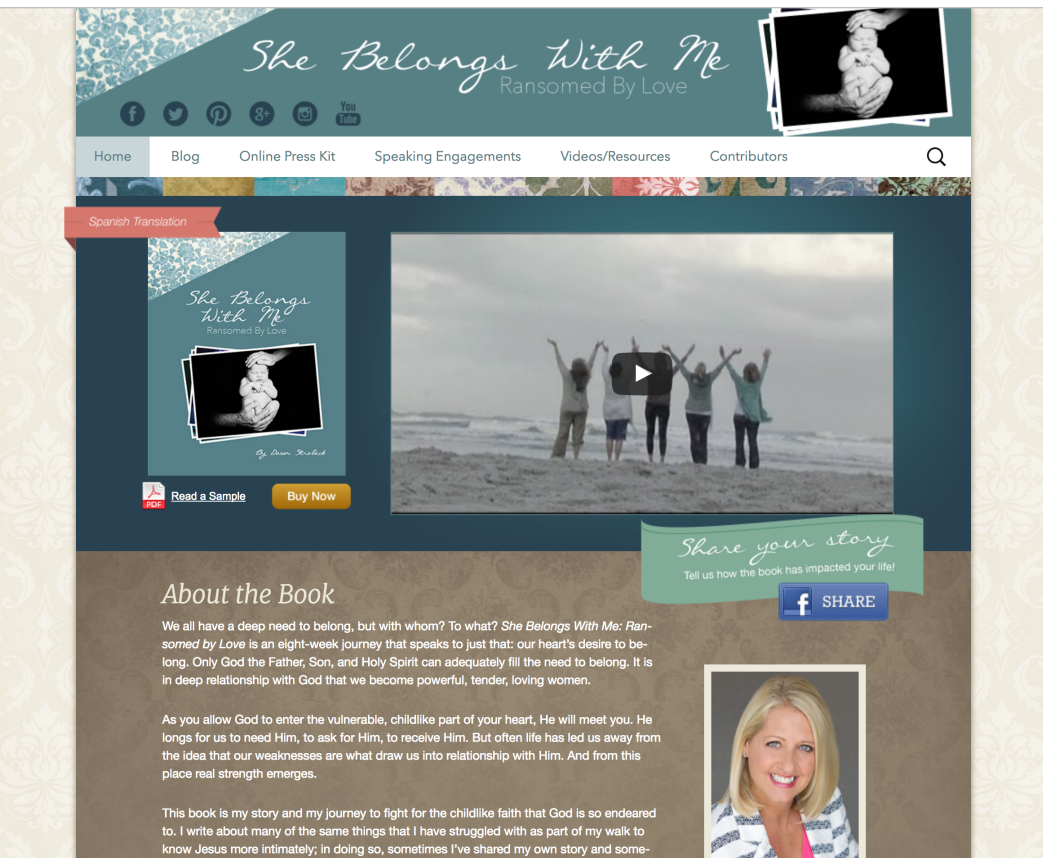 She Belongs With Me
Ransomed By Love
You
Tube
Home
Blog
Online Press Kit
Speaking Engagements
Videos/Resources
Contributors
Spanish Translation
She Belongs
With Me
Ransomed By Love
By Dawn Strobeck
PDF
Read a Sample
Buy Now
Share your story
Tell us how the book has impacted your life!
f SHARE
About the Book
We all have a deep need to belong, but with whom? To what? She Belongs With Me: Ran-
somed by Love is an eight-week journey that speaks to just that: our heart's desire to be-
long. Only God the Father, Son, and Holy Spirit can adequately fill the need to belong. It is
in deep relationship with God that we become powerful, tender, loving women.
As you allow God to enter the vulnerable, childlike part of your heart, He will meet you. He
longs for us to need Him, to ask for Him, to receive Him. But often life has led us away from
the idea that our weaknesses are what draw us into relationship with Him. And from this
place real strength emerges.
This book is my story and my journey to fight for the childlike faith that God is so endeared
to. I write about many of the same things that I have struggled with as part of my walk to
know Jesus more intimately; in doing so, sometimes I've shared my own story and some-